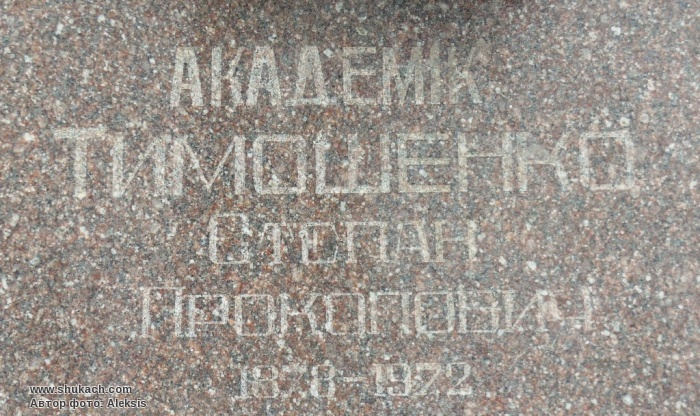 АКАДЕМІК
ТИМОШЕНКО
СТЕПАН
ПРОКОПОВИЧ
1878-1972
www.shukach.com
Автор фото: Aleksis